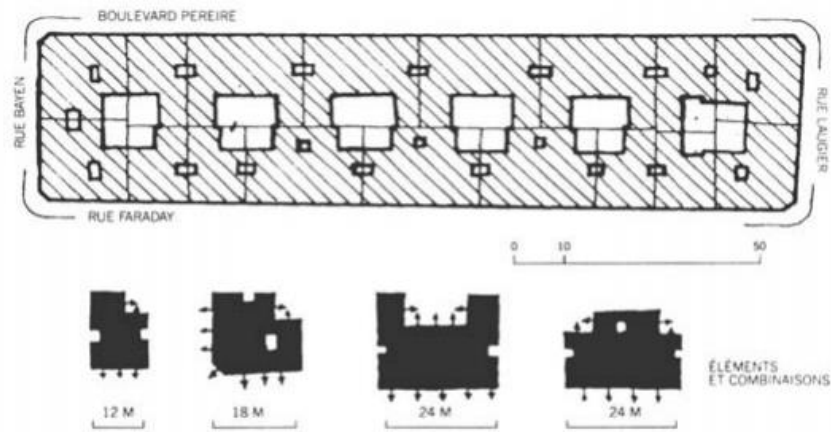 BOULEVARD PEREIRE
RUE BAYEN
RUE LAUGIER
RUE FARADAY
0 10 50
ÉLÉMENTS
ET COMBINAISONS
12 M 18 M 24 M 24 M